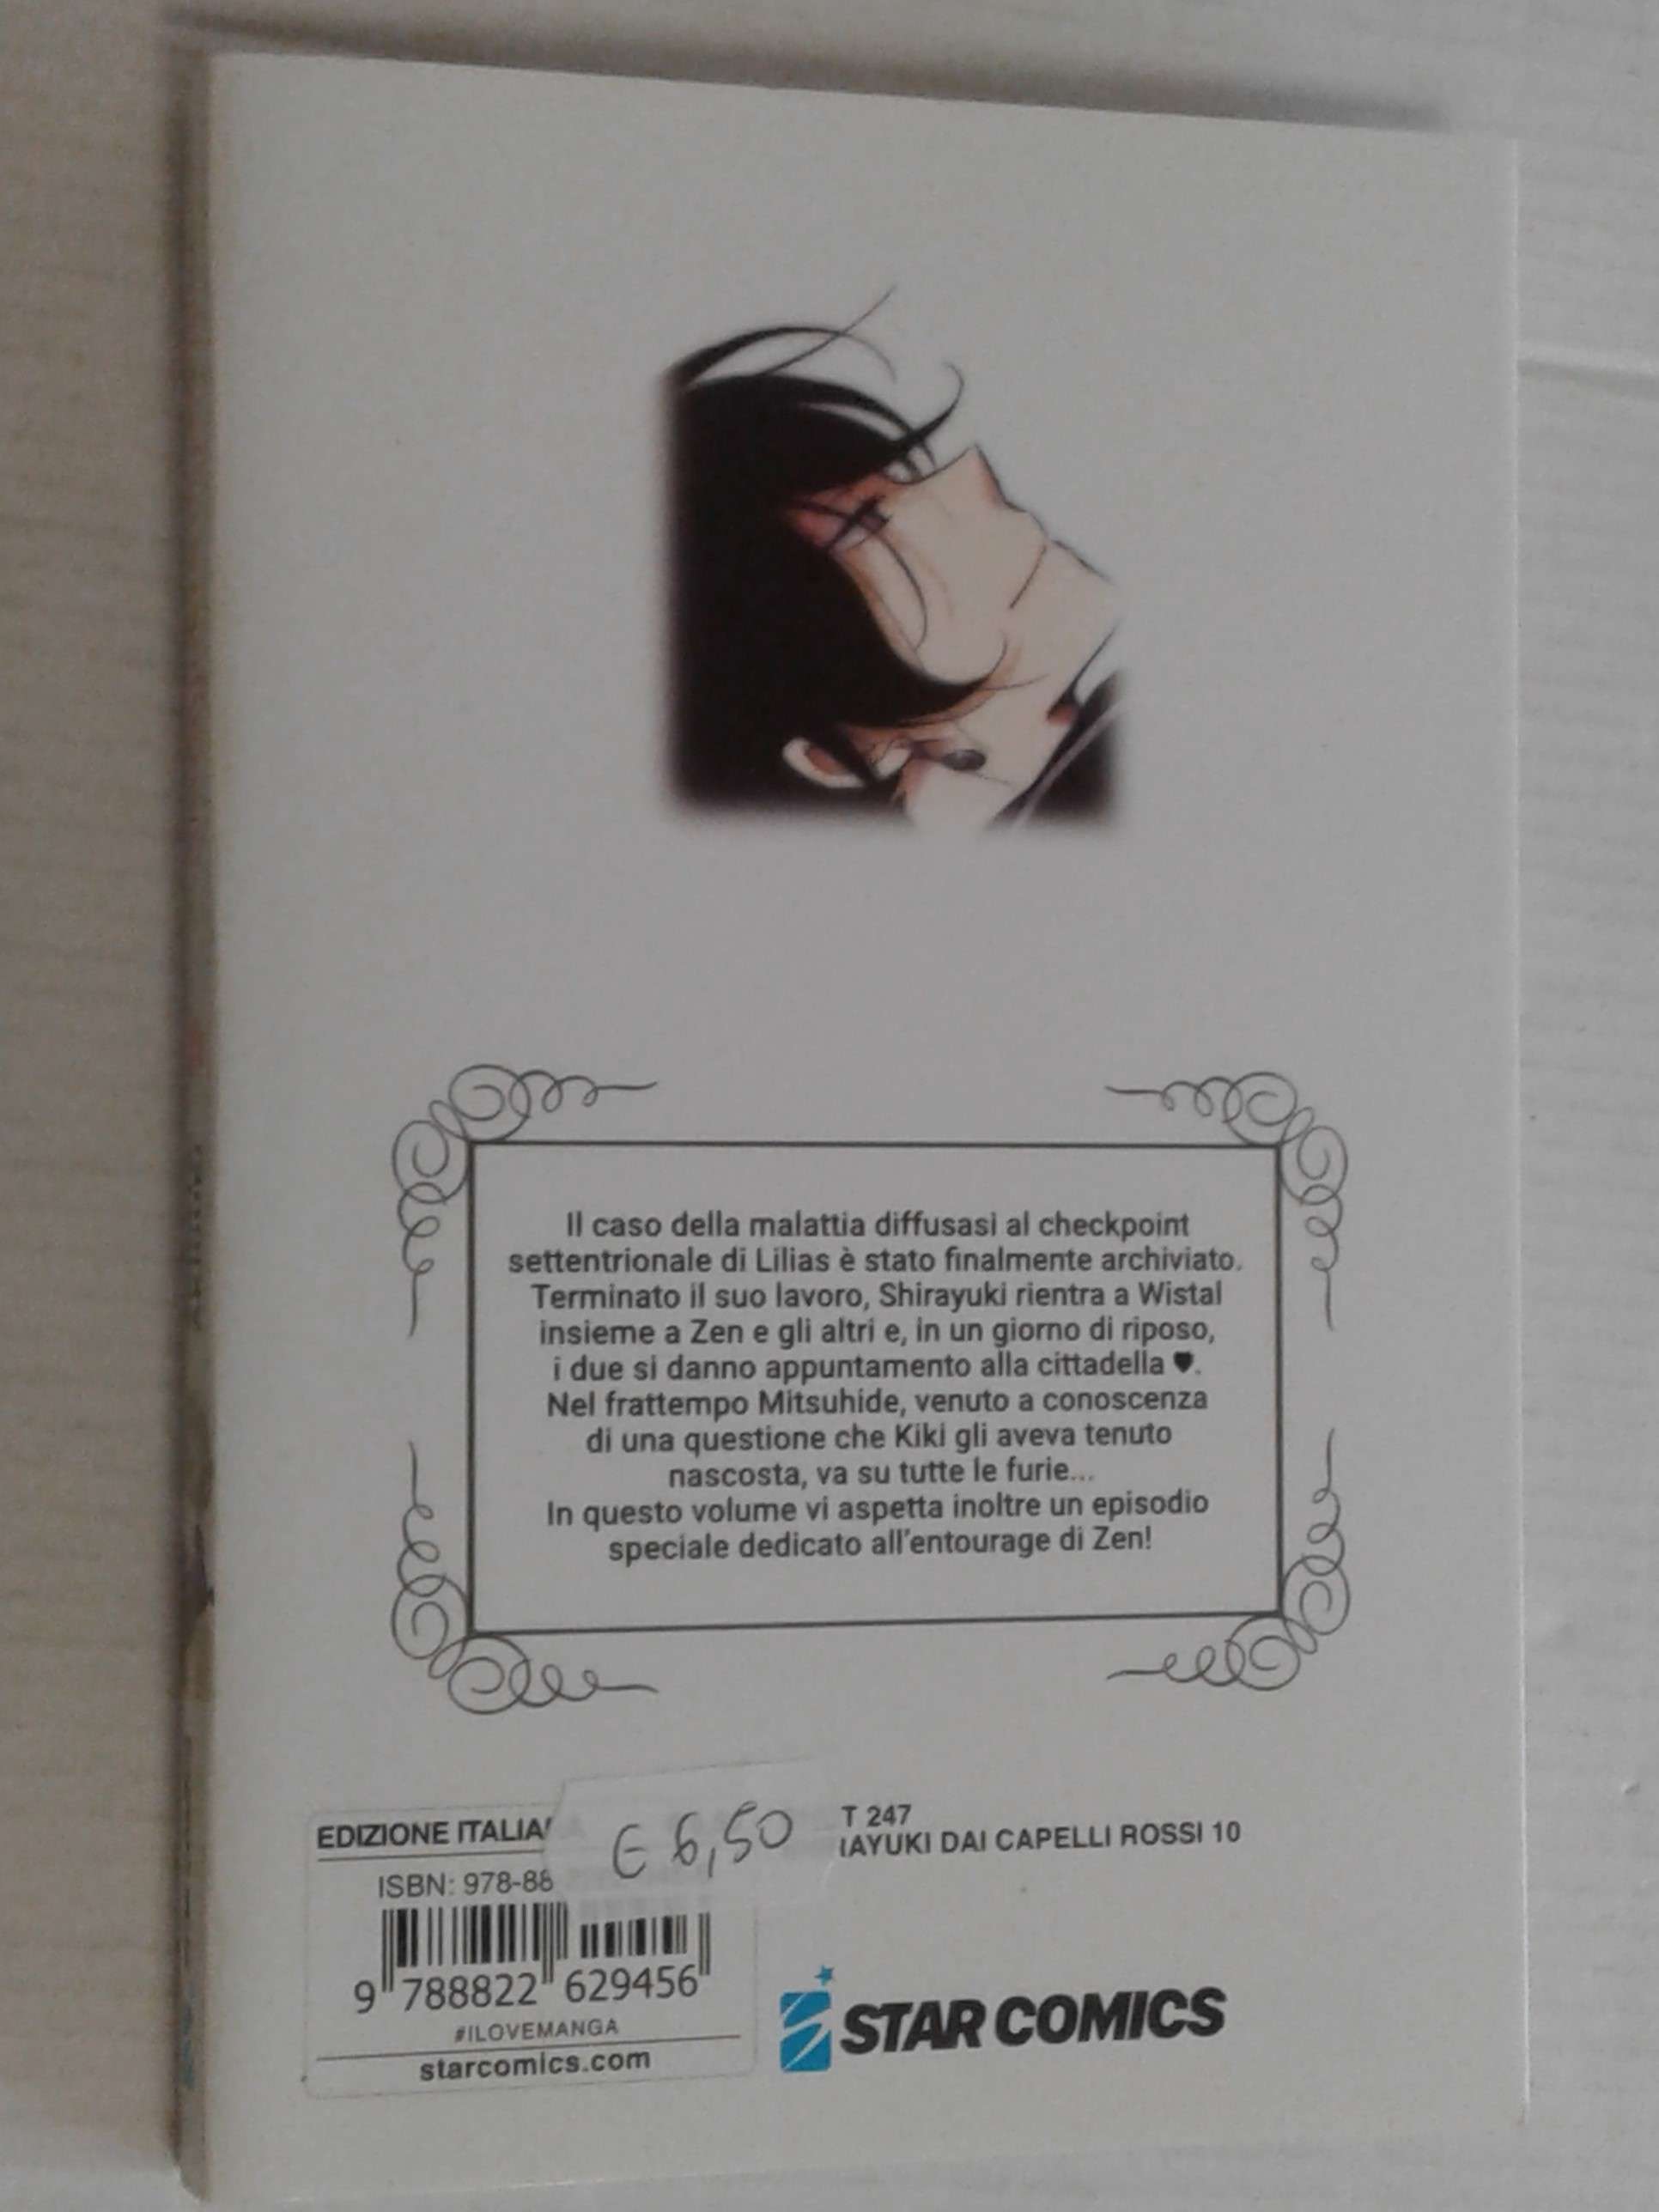 Il caso della malattia diffusasi al checkpoint
settentrionale di Lilias è stato finalmente archiviato.
Terminato il suo lavoro, Shirayuki rientra a Wistal
insieme a Zen e gli altri e, in un giorno di riposo,
i due si danno appuntamento alla cittadella ♥.
Nel frattempo Mitsuhide, venuto a conoscenza
di una questione che Kiki gli aveva tenuto
nascosta, va su tutte le furie...
In questo volume vi aspetta inoltre un episodio
speciale dedicato all'entourage di Zen!
EDIZIONE ITALIA
€ 6,50
T 247
AYUKI DAI CAPELLI ROSSI 10
ISBN: 978-88
9 788822 629456
#ILOVEMANGA
starcomics.com
STAR COMICS